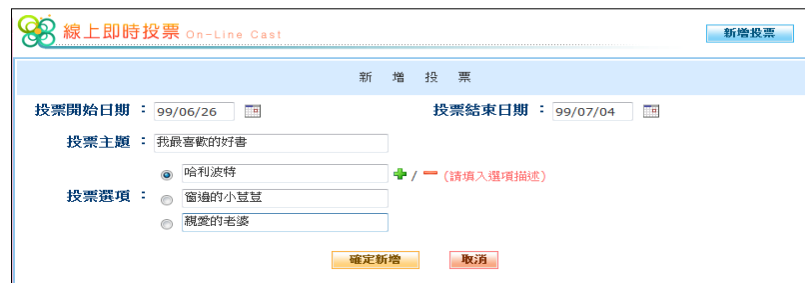 線上即時投票 On-Line Cast
新增投票
新 增 投 票
投票開始日期 : 99/06/26 投票結束日期 : 99/07/04
投票主題 : 我最喜歡的好書
哈利波特 / (請填入選項描述)
投票選項 : 窗邊的小荳荳
親愛的老婆
確定新增 取消